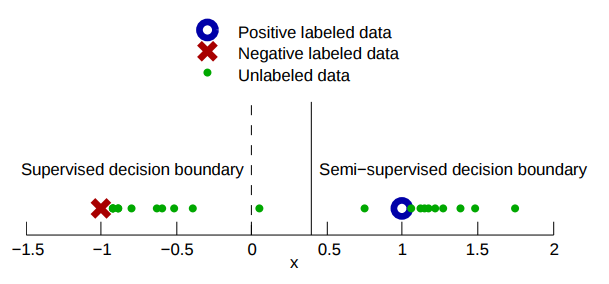 Positive labeled data
Negative labeled data
Unlabeled data
Supervised decision boundary
Semi−supervised decision boundary
−1.5 −1 −0.5 0 0.5 1 1.5 2
x